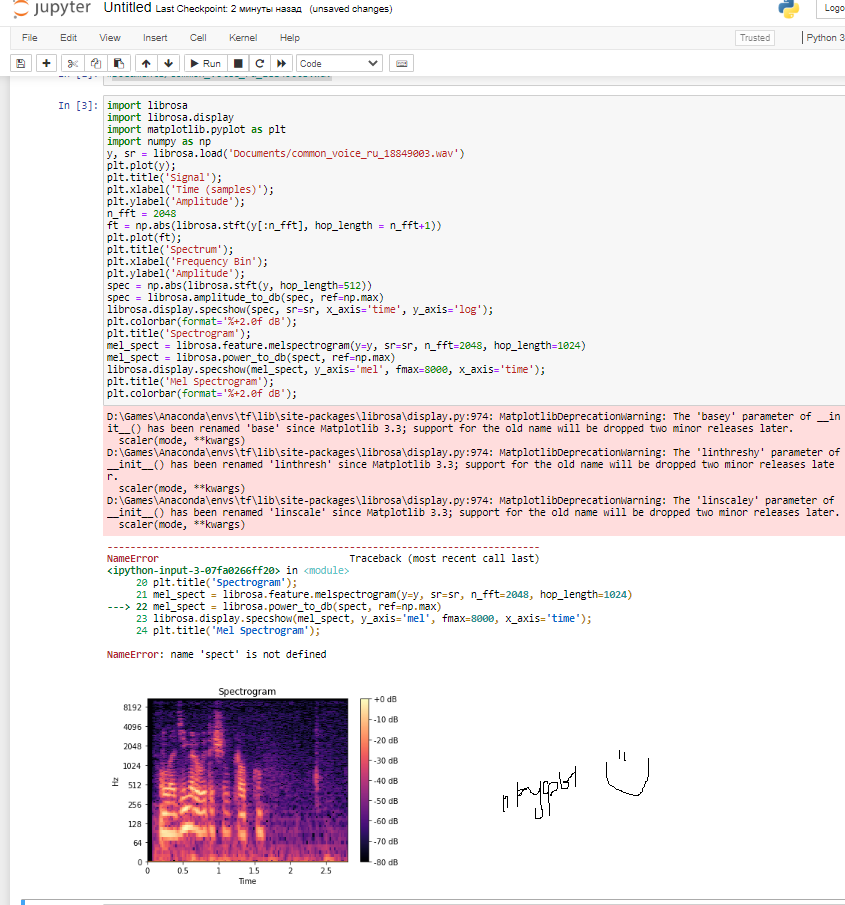 jupyter Untitled Last Checkpoint: 2 минуты назад (unsaved changes)
Logo
File Edit View Insert Cell Kernel Help
Trusted
Python 3
Run
Code
In [3]:
import librosa
import librosa.display
import matplotlib.pyplot as plt
import numpy as np
y, sr = librosa.load('Documents/common_voice_ru_18849003.wav')
plt.plot(y);
plt.title('Signal');
plt.xlabel('Time (samples)');
plt.ylabel('Amplitude');
n_fft = 2048
ft = np.abs(librosa.stft(y[:n_fft], hop_length = n_fft+1))
plt.plot(ft);
plt.title('Spectrum');
plt.xlabel('Frequency Bin');
plt.ylabel('Amplitude');
spec = np.abs(librosa.stft(y, hop_length=512))
spec = librosa.amplitude_to_db(spec, ref=np.max)
librosa.display.specshow(spec, sr=sr, x_axis='time', y_axis='log');
plt.colorbar(format='%+2.0f dB');
plt.title('Spectrogram');
mel_spect = librosa.feature.melspectrogram(y=y, sr=sr, n_fft=2048, hop_length=1024)
mel_spect = librosa.power_to_db(spect, ref=np.max)
librosa.display.specshow(mel_spect, y_axis='mel', fmax=8000, x_axis='time');
plt.title('Mel Spectrogram');
plt.colorbar(format='%+2.0f dB');
D:\Games\Anaconda\envs\tf\lib\site-packages\librosa\display.py:974: MatplotlibDeprecationWarning: The 'basey' parameter of __in
it__() has been renamed 'base' since Matplotlib 3.3; support for the old name will be dropped two minor releases later.
scaler(mode, **kwargs)
D:\Games\Anaconda\envs\tf\lib\site-packages\librosa\display.py:974: MatplotlibDeprecationWarning: The 'linthreshy' parameter of
__init__() has been renamed 'linthresh' since Matplotlib 3.3; support for the old name will be dropped two minor releases late
r.
scaler(mode, **kwargs)
D:\Games\Anaconda\envs\tf\lib\site-packages\librosa\display.py:974: MatplotlibDeprecationWarning: The 'linscaley' parameter of
__init__() has been renamed 'linscale' since Matplotlib 3.3; support for the old name will be dropped two minor releases later.
scaler(mode, **kwargs)
---------------------------------------------------------------------------
NameError Traceback (most recent call last)
<ipython-input-3-07fa0266ff20> in <module>
20 plt.title('Spectrogram');
21 mel_spect = librosa.feature.melspectrogram(y=y, sr=sr, n_fft=2048, hop_length=1024)
---> 22 mel_spect = librosa.power_to_db(spect, ref=np.max)
23 librosa.display.specshow(mel_spect, y_axis='mel', fmax=8000, x_axis='time');
24 plt.title('Mel Spectrogram');
NameError: name 'spect' is not defined
Spectrogram
8192
4096
2048
1024
512
256
128
64
0
Hz
0 0.5 1 1.5 2 2.5
Time
+0 dB
-10 dB
-20 dB
-30 dB
-40 dB
-50 dB
-60 dB
-70 dB
-80 dB